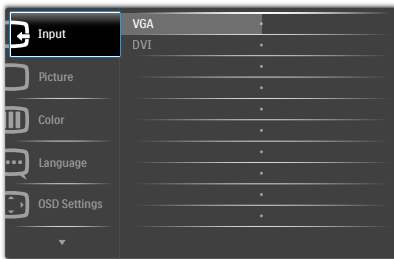 Input
VGA
DVI
Picture
Color
Language
OSD Settings